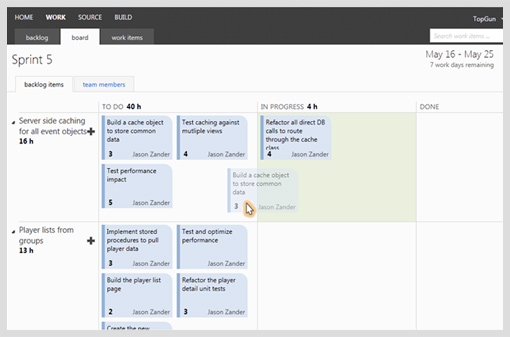 HOME WORK SOURCE BUILD
TopGun
backlog board work items
Search work items...
Sprint 5
May 16 - May 25
7 work days remaining
backlog items team members
TO DO 40 h
IN PROGRESS 4 h
DONE
Server side caching
for all event objects
16 h
Build a cache object
to store common
data
3 Jason Zander
Test caching against
multiple views
4 Jason Zander
Refactor all direct DB
calls to route
through the cache
class
4 Jason Zander
Test performance
impact
5 Jason Zander
Build a cache object
to store common
data
3 Jason Zander
Player lists from
groups
13 h
Implement stored
procedures to pull
player data
3 Jason Zander
Test and optimize
performance
4 Jason Zander
Build the player list
page
2 Jason Zander
Refactor the player
detail unit tests
3 Jason Zander
Create the new